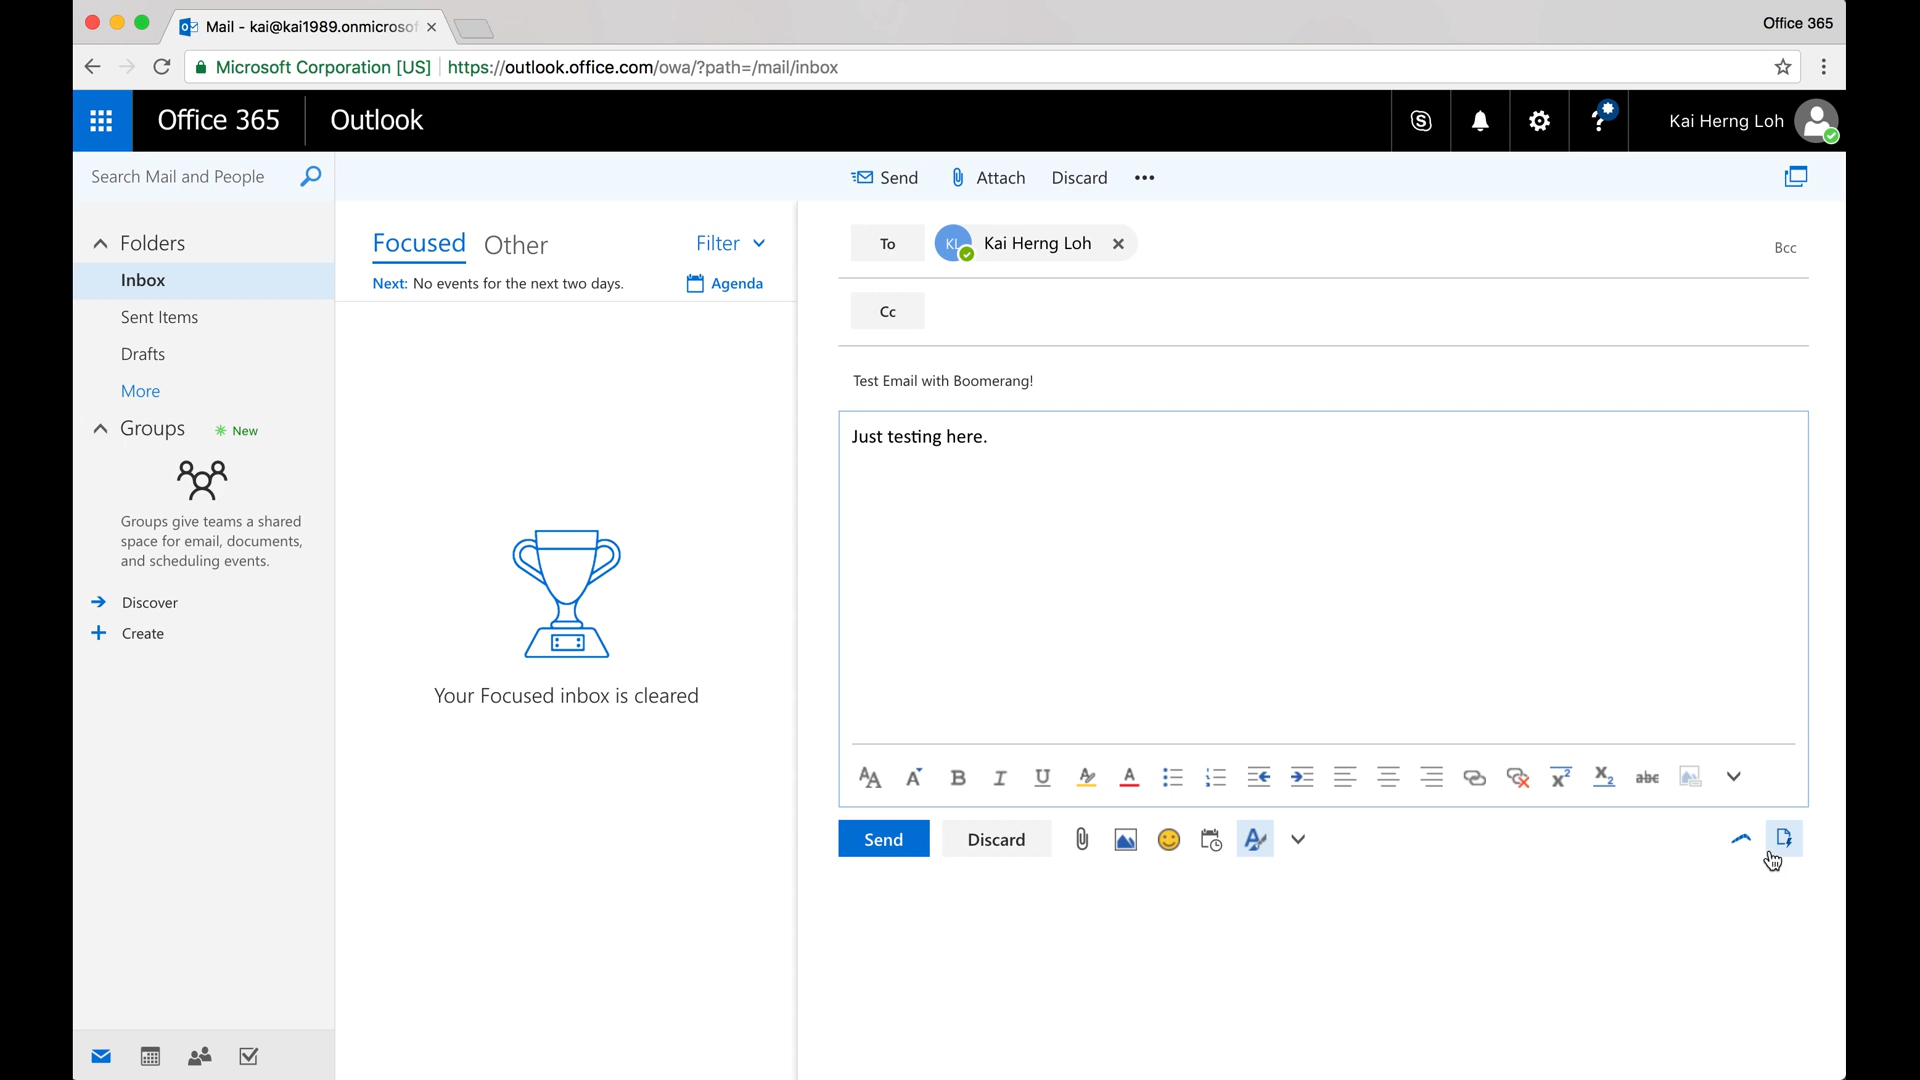 Mail - kai@kai1989.onmicrosof
Office 365
Microsoft Corporation [US]
https://outlook.office.com/owa/?path=/mail/inbox
Office 365
Outlook
Kai Herng Loh
Search Mail and People
Send
Attach
Discard
Folders
Inbox
Sent Items
Drafts
More
Groups
New
Groups give teams a shared
space for email, documents,
and scheduling events.
Discover
Create
Focused
Other
Filter
Next: No events for the next two days.
Agenda
Your Focused inbox is cleared
To
KL
Kai Herng Loh
Bcc
Cc
Test Email with Boomerang!
Just testing here.
Send
Discard